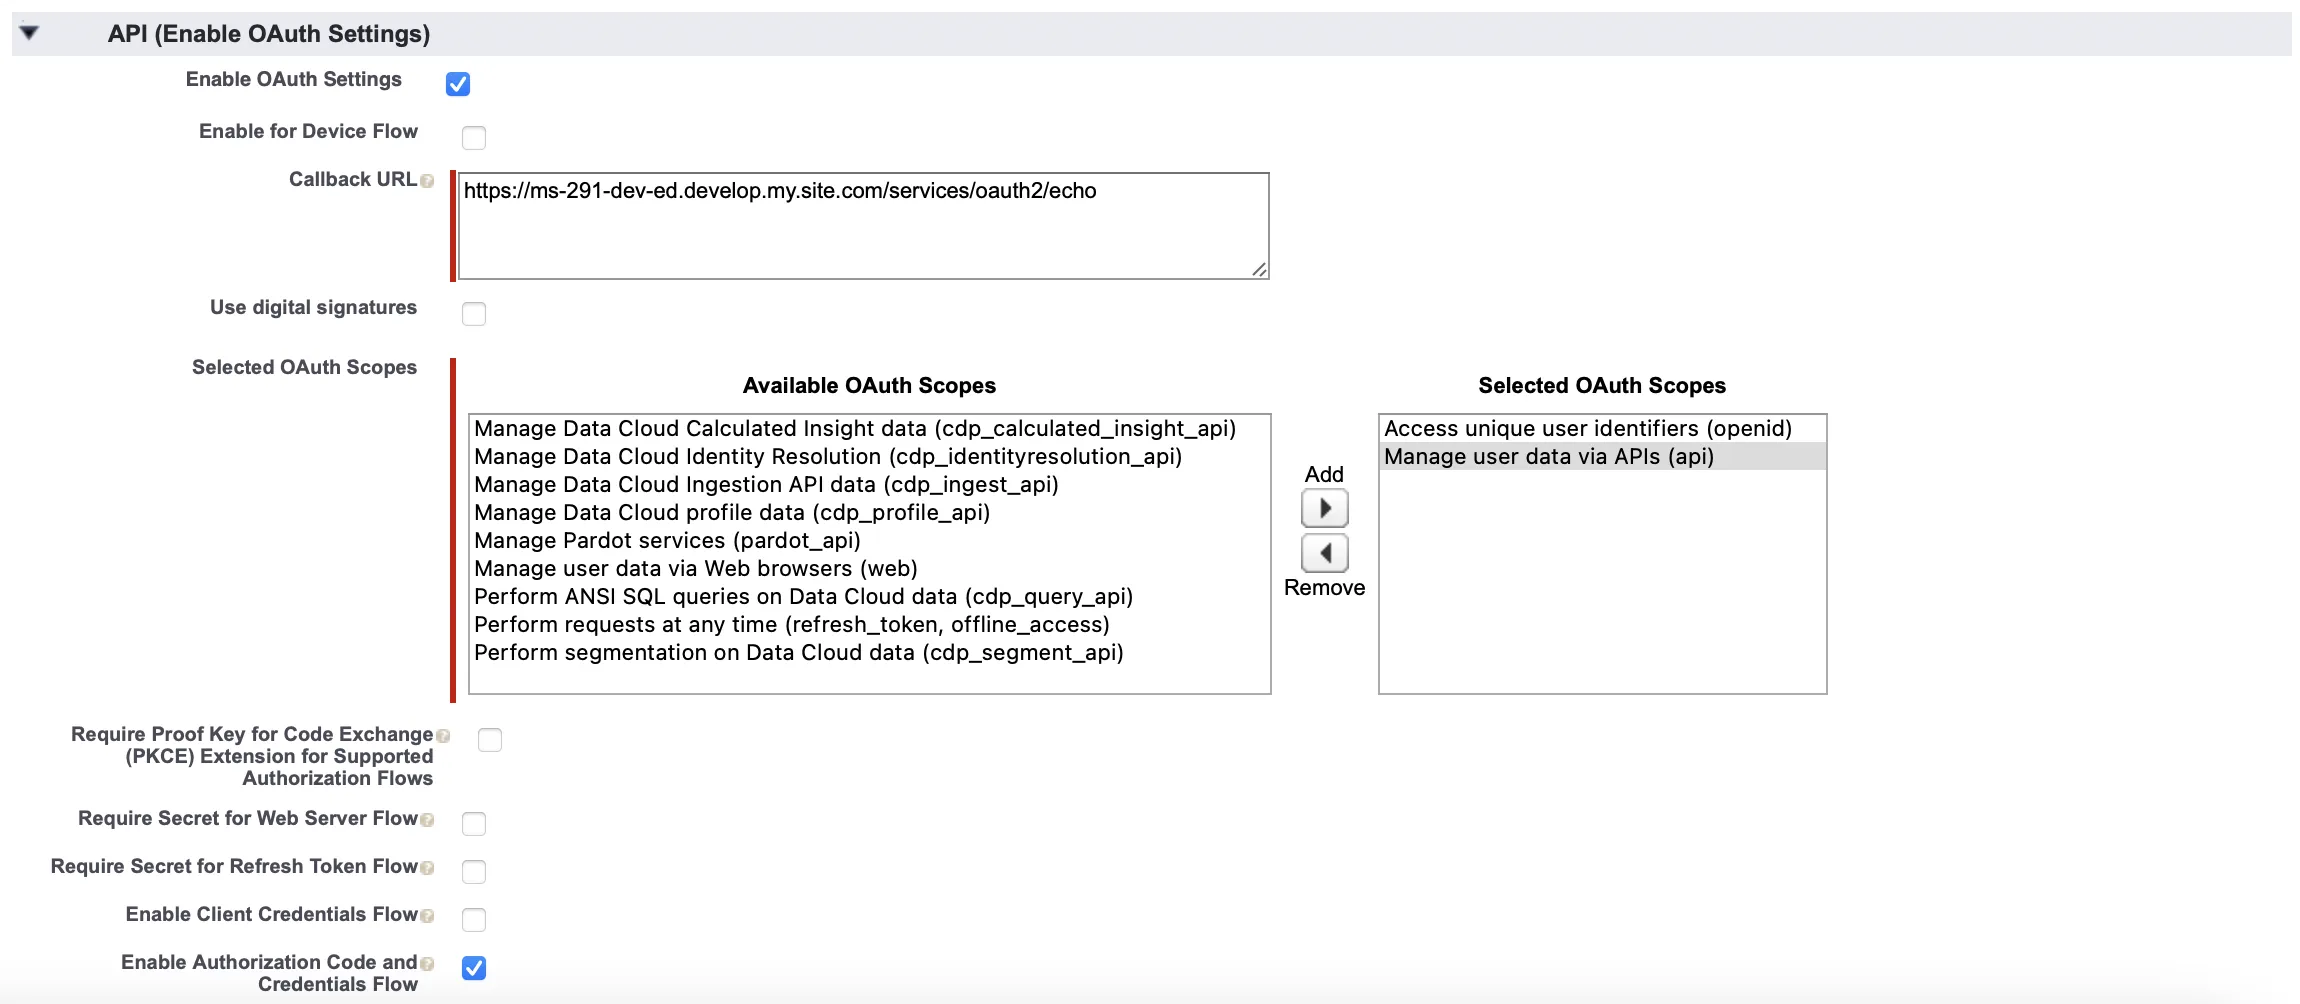 API (Enable OAuth Settings)
Enable OAuth Settings
Enable for Device Flow
Callback URL
https://ms-291-dev-ed.develop.my.site.com/services/oauth2/echo
Use digital signatures
Selected OAuth Scopes
Available OAuth Scopes
Manage Data Cloud Calculated Insight data (cdp_calculated_insight_api)
Manage Data Cloud Identity Resolution (cdp_identityresolution_api)
Manage Data Cloud Ingestion API data (cdp_ingest_api)
Manage Data Cloud profile data (cdp_profile_api)
Manage Pardot services (pardot_api)
Manage user data via Web browsers (web)
Perform ANSI SQL queries on Data Cloud data (cdp_query_api)
Perform requests at any time (refresh_token, offline_access)
Perform segmentation on Data Cloud data (cdp_segment_api)
Add
Remove
Selected OAuth Scopes
Access unique user identifiers (openid)
Manage user data via APIs (api)
Require Proof Key for Code Exchange
(PKCE) Extension for Supported
Authorization Flows
Require Secret for Web Server Flow
Require Secret for Refresh Token Flow
Enable Client Credentials Flow
Enable Authorization Code and
Credentials Flow